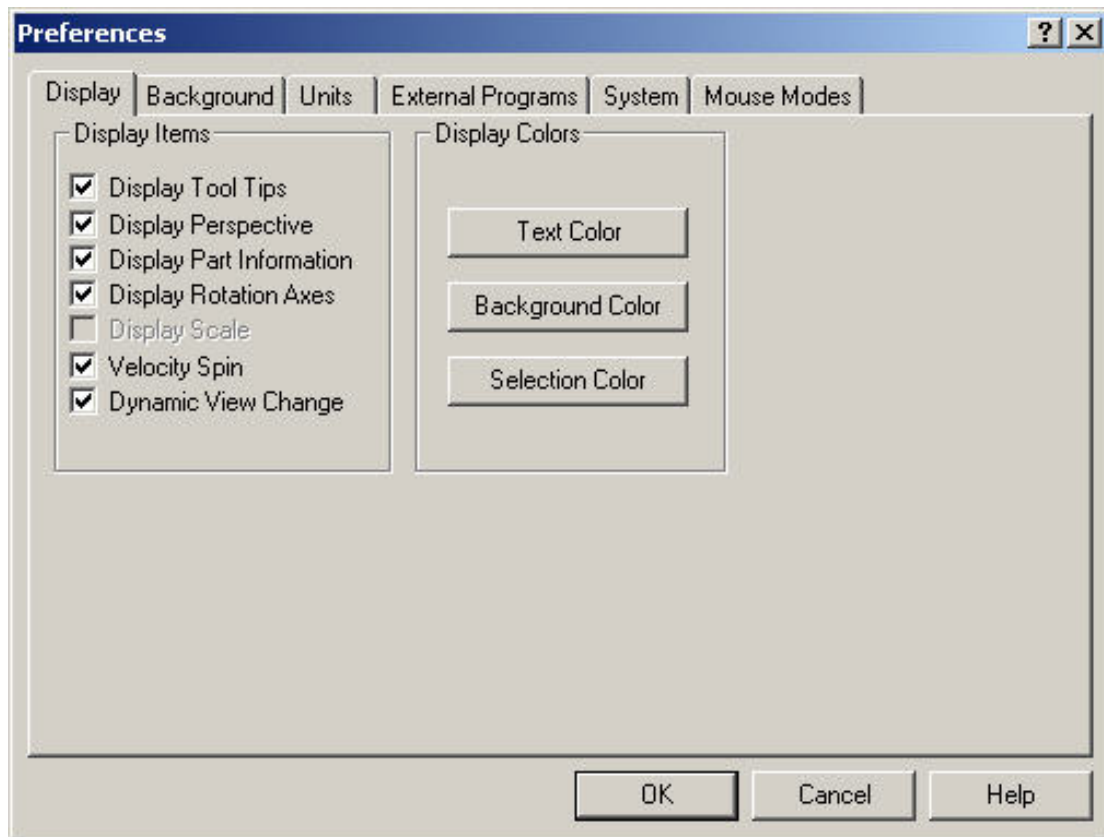 Preferences
Display Background Units External Programs System Mouse Modes
Display Items
Display Tool Tips
Display Perspective
Display Part Information
Display Rotation Axes
Display Scale
Velocity Spin
Dynamic View Change
Display Colors
Text Color
Background Color
Selection Color
OK Cancel Help